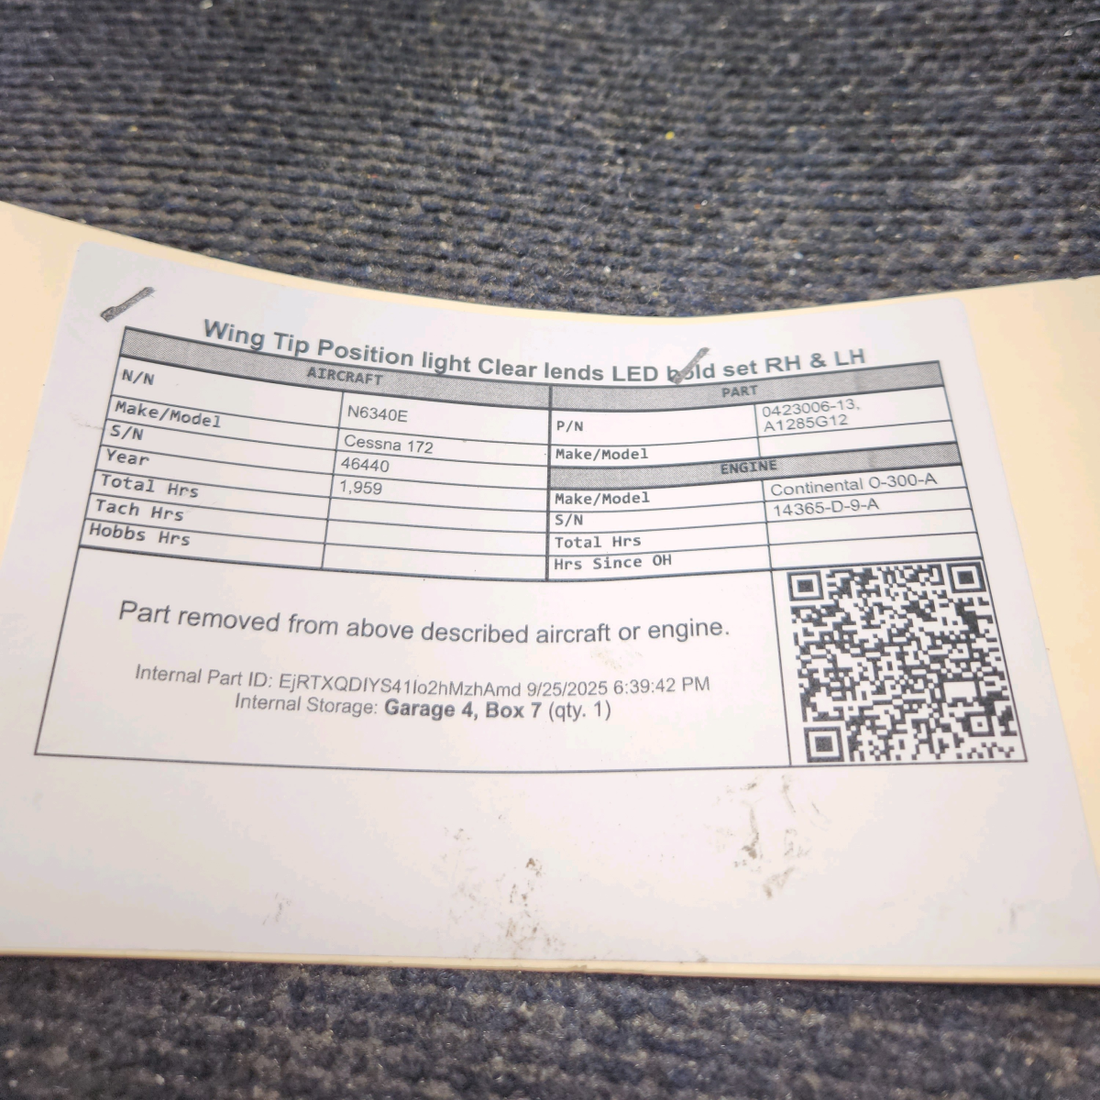 Wing Tip Position light Clear lends LED bold set RH & LH
AIRCRAFT
N/N N6340E
Make/Model Cessna 172
S/N 46440
Year 1,959
Total Hrs
Tach Hrs
Hobbs Hrs
PART
P/N 0423006-13,
A1285G12
Make/Model
ENGINE
Make/Model Continental O-300-A
S/N 14365-D-9-A
Total Hrs
Hrs Since OH
Part removed from above described aircraft or engine.
Internal Part ID: EjRTXQDIYS41Io2hMzhAmd 9/25/2025 6:39:42 PM
Internal Storage: Garage 4, Box 7 (qty. 1)